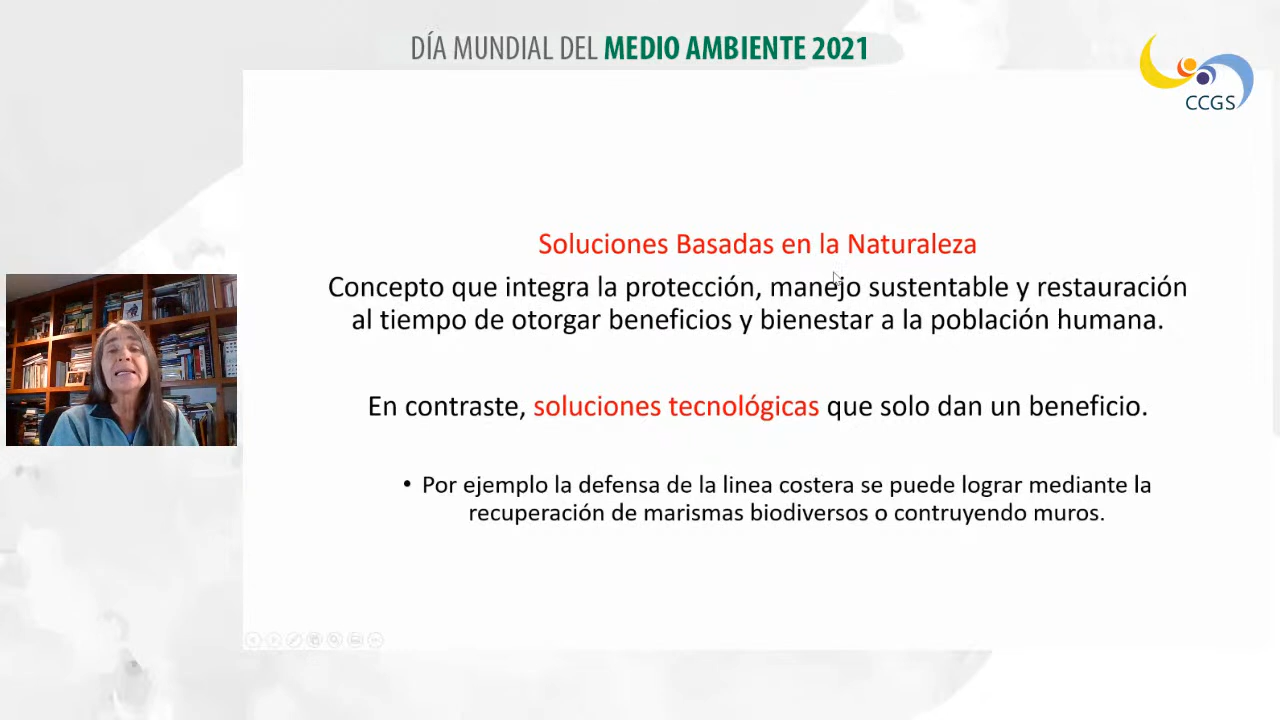 DÍA MUNDIAL DEL MEDIO AMBIENTE 2021
CCGS
Soluciones Basadas en la Naturaleza
Concepto que integra la protección, manejo sustentable y restauración
al tiempo de otorgar beneficios y bienestar a la población humana.
En contraste, soluciones tecnológicas que solo dan un beneficio.
• Por ejemplo la defensa de la linea costera se puede lograr mediante la
recuperación de marismas biodiversos o contruyendo muros.